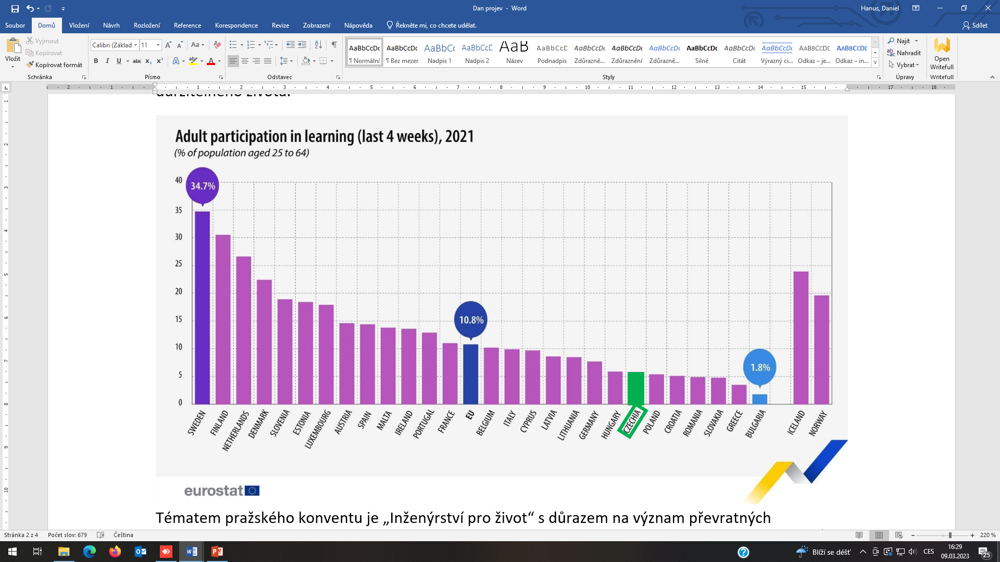 Dan projev - Word
Hanus, Daniel
Soubor Domů Vložení Návrh Rozložení Reference Korespondence Revize Zobrazení Nápověda Řekněte mi, co chcete udělat. Sdílet
Vložit
Vyjmout
Kopírovat
Kopírovat formát
Schránka
Calibri (Základ 11
Písmo
Odstavec
AaBbCcDc AaBbCcDc AaBbC( AaBbCcE AaB AaBbCcD AaBbCcDc AaBbCcDc AaBbCcDc AaBbCcDc AaBbCcDc AaBbCcDc AABBCCDE AABBCCDE
¶ Normální ¶ Bez mezer Nadpis 1 Nadpis 2 Název Podnadpis Zdůrazně... Zdůraznění Zdůrazně... Silné Citát Výrazný ci... Odkaz – je... Odkaz – in...
Styly
Najít
Nahradit
Vybrat
Úpravy
Open Writefull
Writefull
2 1 1 2 3 4 5 6 7 8 9 10 11 12 13 14 15 17 18
udržitelného života.
Adult participation in learning (last 4 weeks), 2021
(% of population aged 25 to 64)
40
35
30
25
20
15
10
5
0
34.7%
10.8%
1.8%
SWEDEN
FINLAND
NETHERLANDS
DENMARK
SLOVENIA
ESTONIA
LUXEMBOURG
AUSTRIA
SPAIN
MALTA
IRELAND
PORTUGAL
FRANCE
EU
BELGIUM
ITALY
CYPRUS
LATVIA
LITHUANIA
GERMANY
HUNGARY
CZECHIA
POLAND
CROATIA
ROMANIA
SLOVAKIA
GREECE
BULGARIA
ICELAND
NORWAY
eurostat
Tématem pražského konventu je „Inženýrství pro život“ s důrazem na význam převratných
Stránka 2 z 4 Počet slov: 679 Čeština 220 %
Blíží se déšť CES 16:29
09.03.2023
25